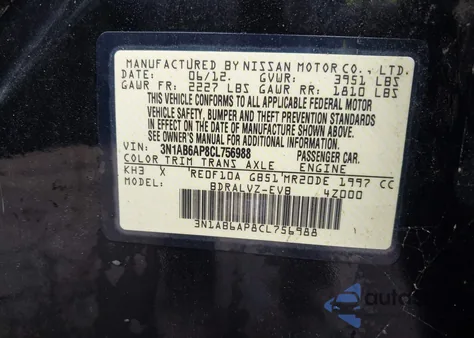 MANUFACTURED BY NISSAN MOTOR CO., LTD.
DATE: 06/12. GVWR: 3951 LBS
GAWR FR: 2227 LBS GAWR RR: 1810 LBS
THIS VEHICLE CONFORMS TO ALL APPLICABLE FEDERAL MOTOR
VEHICLE SAFETY, BUMPER AND THEFT PREVENTION STANDARDS
IN EFFECT ON THE DATE OF MANUFACTURE SHOWN ABOVE.
SEE OWNER'S MANUAL FOR ADDITIONAL INFORMATION
VIN: 3N1AB6AP8CL756988 PASSENGER CAR.
COLOR TRIM TRANS AXLE ENGINE
KH3 X RE0F10A GB51 MR20DE 1997 CC
MODEL: BDRALVZ-EVB 4Z000
3N1AB6AP8CL756988